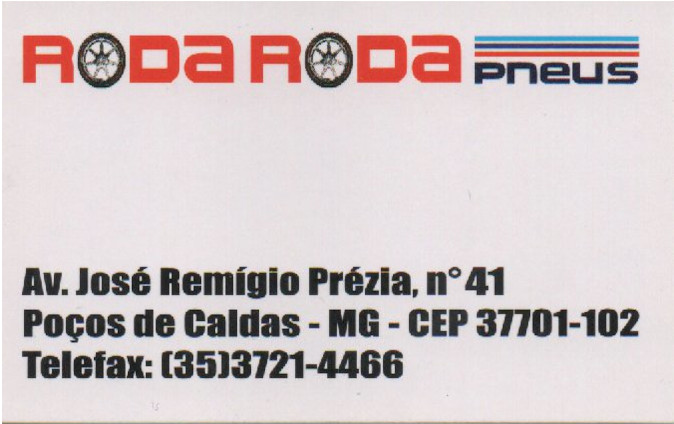 RODA RODA pneus
Av. José Remígio Prézia, n° 41
Poços de Caldas - MG - CEP 37701-102
Telefax: (35)3721-4466